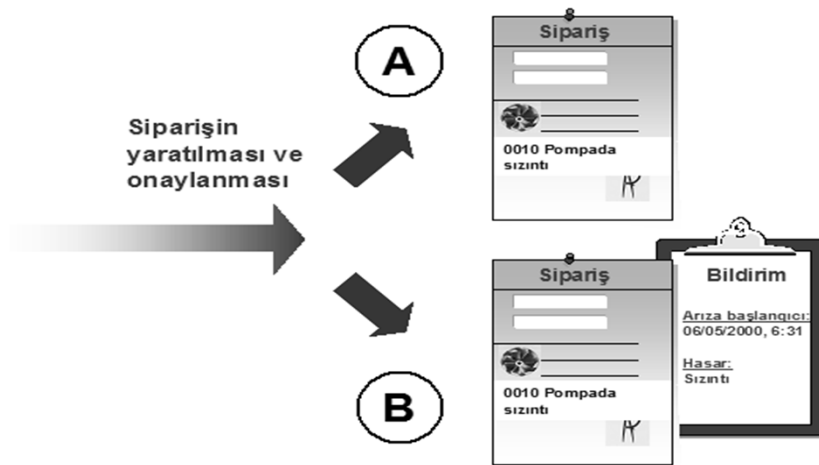 Siparişin
yaratılması ve
onaylanması
A
Sipariş
0010 Pompada
sızıntı
B
Sipariş
0010 Pompada
sızıntı
Bildirim
Arıza başlangıcı:
06/05/2000, 6:31
Hasar:
Sızıntı